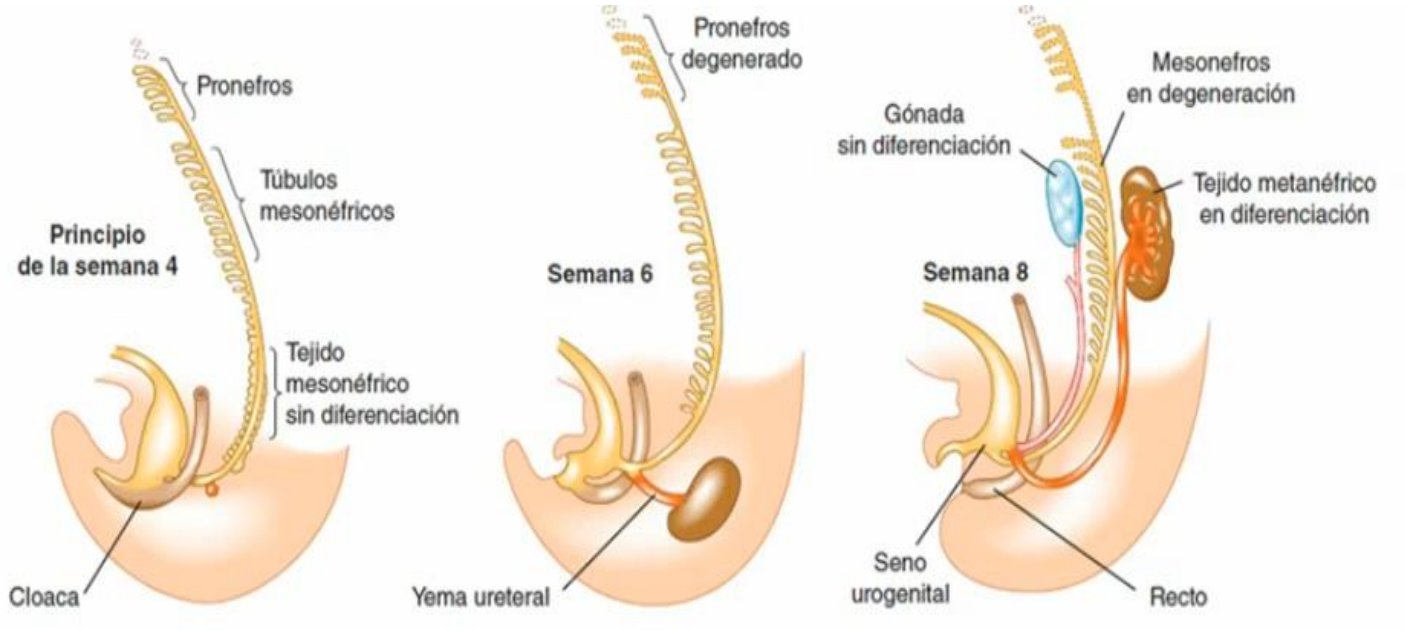 Pronefros
Túbulos
mesonéfricos
Principio
de la semana 4
Tejido
mesonéfrico
sin diferenciación
Cloaca
Pronefros
degenerado
Semana 6
Yema ureteral
Mesonefros
en degeneración
Gónada
sin diferenciación
Tejido metanéfrico
en diferenciación
Semana 8
Seno
urogenital
Recto